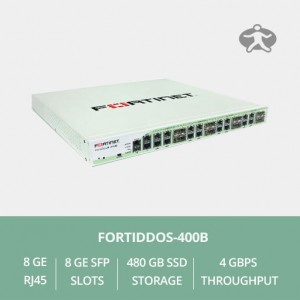 FORTINET
FORTIDDOS-400B
8 GE
RJ45
8 GE SFP
SLOTS
480 GB SSD
STORAGE
4 GBPS
THROUGHPUT